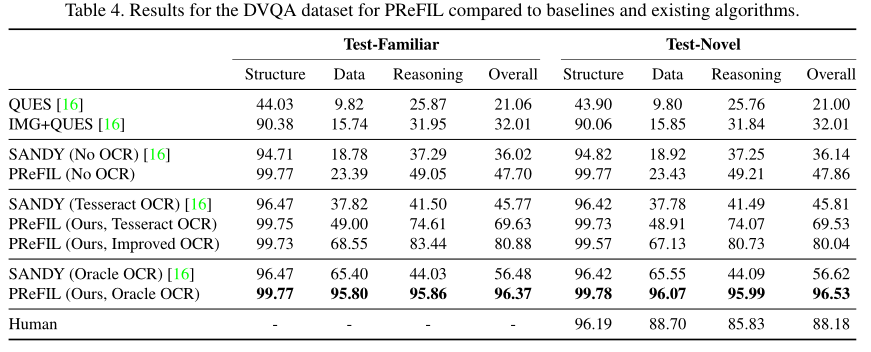 Table 4. Results for the DVQA dataset for PReFIL compared to baselines and existing algorithms.
Test-Familiar Test-Novel
Structure Data Reasoning Overall Structure Data Reasoning Overall
QUES [16] 44.03 9.82 25.87 21.06 43.90 9.80 25.76 21.00
IMG+QUES [16] 90.38 15.74 31.95 32.01 90.06 15.85 31.84 32.01
SANDY (No OCR) [16] 94.71 18.78 37.29 36.02 94.82 18.92 37.25 36.14
PReFIL (No OCR) 99.77 23.39 49.05 47.70 99.77 23.43 49.21 47.86
SANDY (Tesseract OCR) [16] 96.47 37.82 41.50 45.77 96.42 37.78 41.49 45.81
PReFIL (Ours, Tesseract OCR) 99.75 49.00 74.61 69.63 99.73 48.91 74.07 69.53
PReFIL (Ours, Improved OCR) 99.73 68.55 83.44 80.88 99.57 67.13 80.73 80.04
SANDY (Oracle OCR) [16] 96.47 65.40 44.03 56.48 96.42 65.55 44.09 56.62
PReFIL (Ours, Oracle OCR) 99.77 95.80 95.86 96.37 99.78 96.07 95.99 96.53
Human - - - - 96.19 88.70 85.83 88.18